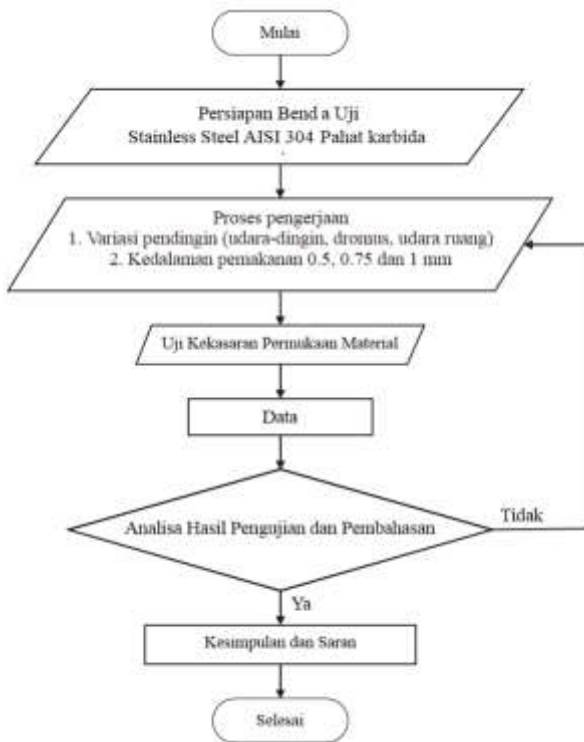 Mulai
Persiapan Bend a Uji
Stainless Steel AISI 304 Pahat karbida
Proses pengerjaan
1. Variasi pendingin (udara-dingin, dromus, udara ruang)
2. Kedalaman pemakanan 0.5, 0.75 dan 1 mm
Uji Kekasaran Permukaan Material
Data
Analisa Hasil Pengujian dan Pembahasan
Tidak
Ya
Kesimpulan dan Saran
Selesai